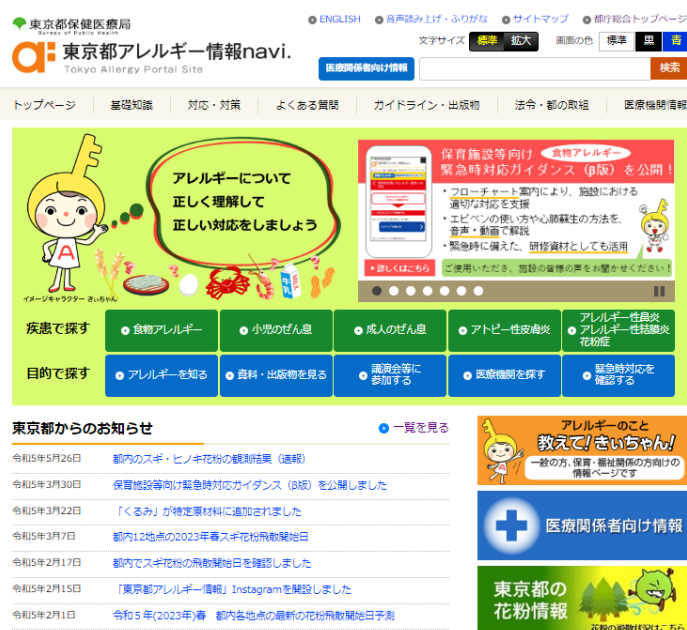 東京都保健医療局
Bureau of Public Health
ENGLISH 音声読み上げ・ふりがな サイトマップ 都庁総合トップページ
東京都アレルギー情報navi.
Tokyo Allergy Portal Site
文字サイズ 標準 拡大 画面の色 標準 黒 青
医療関係者向け情報 検索
トップページ 基礎知識 対応・対策 よくある質問 ガイドライン・出版物 法令・都の取組 医療機関情報
アレルギーについて
正しく理解して
正しい対応をしましょう
A
MILK
イメージキャラクター きぃちゃん
保育施設等向け 食物アレルギー
緊急時対応ガイダンス（β版）を公開！
・フローチャート案内により、施設における
適切な対応を支援
・エピペンの使い方や心肺蘇生の方法を、
音声・動画で解説
・緊急時に備えた、研修資材としても活用
詳しくはこちら
ご使用いただき、施設の皆様の声をお聞かせください！
疾患で探す 食物アレルギー 小児のぜん息 成人のぜん息 アトピー性皮膚炎 アレルギー性鼻炎
アレルギー性結膜炎
花粉症
目的で探す アレルギーを知る 資料・出版物を見る 講演会等に
参加する 医療機関を探す 緊急時対応を
確認する
東京都からのお知らせ 一覧を見る
令和5年5月26日 都内のスギ・ヒノキ花粉の観測結果（速報）
令和5年3月30日 保育施設等向け緊急時対応ガイダンス（β版）を公開しました
令和5年3月22日 「くるみ」が特定原材料に追加されました
令和5年3月7日 都内12地点の2023年春スギ花粉飛散開始日
令和5年2月17日 都内でスギ花粉の飛散開始日を確認しました
令和5年2月15日 「東京都アレルギー情報」Instagramを開設しました
令和5年2月1日 令和５年(2023年)春 都内各地点の最新の花粉飛散開始日予測
アレルギーのこと
教えて！きぃちゃん！
一般の方、保育・福祉関係の方向けの
情報ページです
医療関係者向け情報
東京都の
花粉情報
花粉の飛散状況はこちら